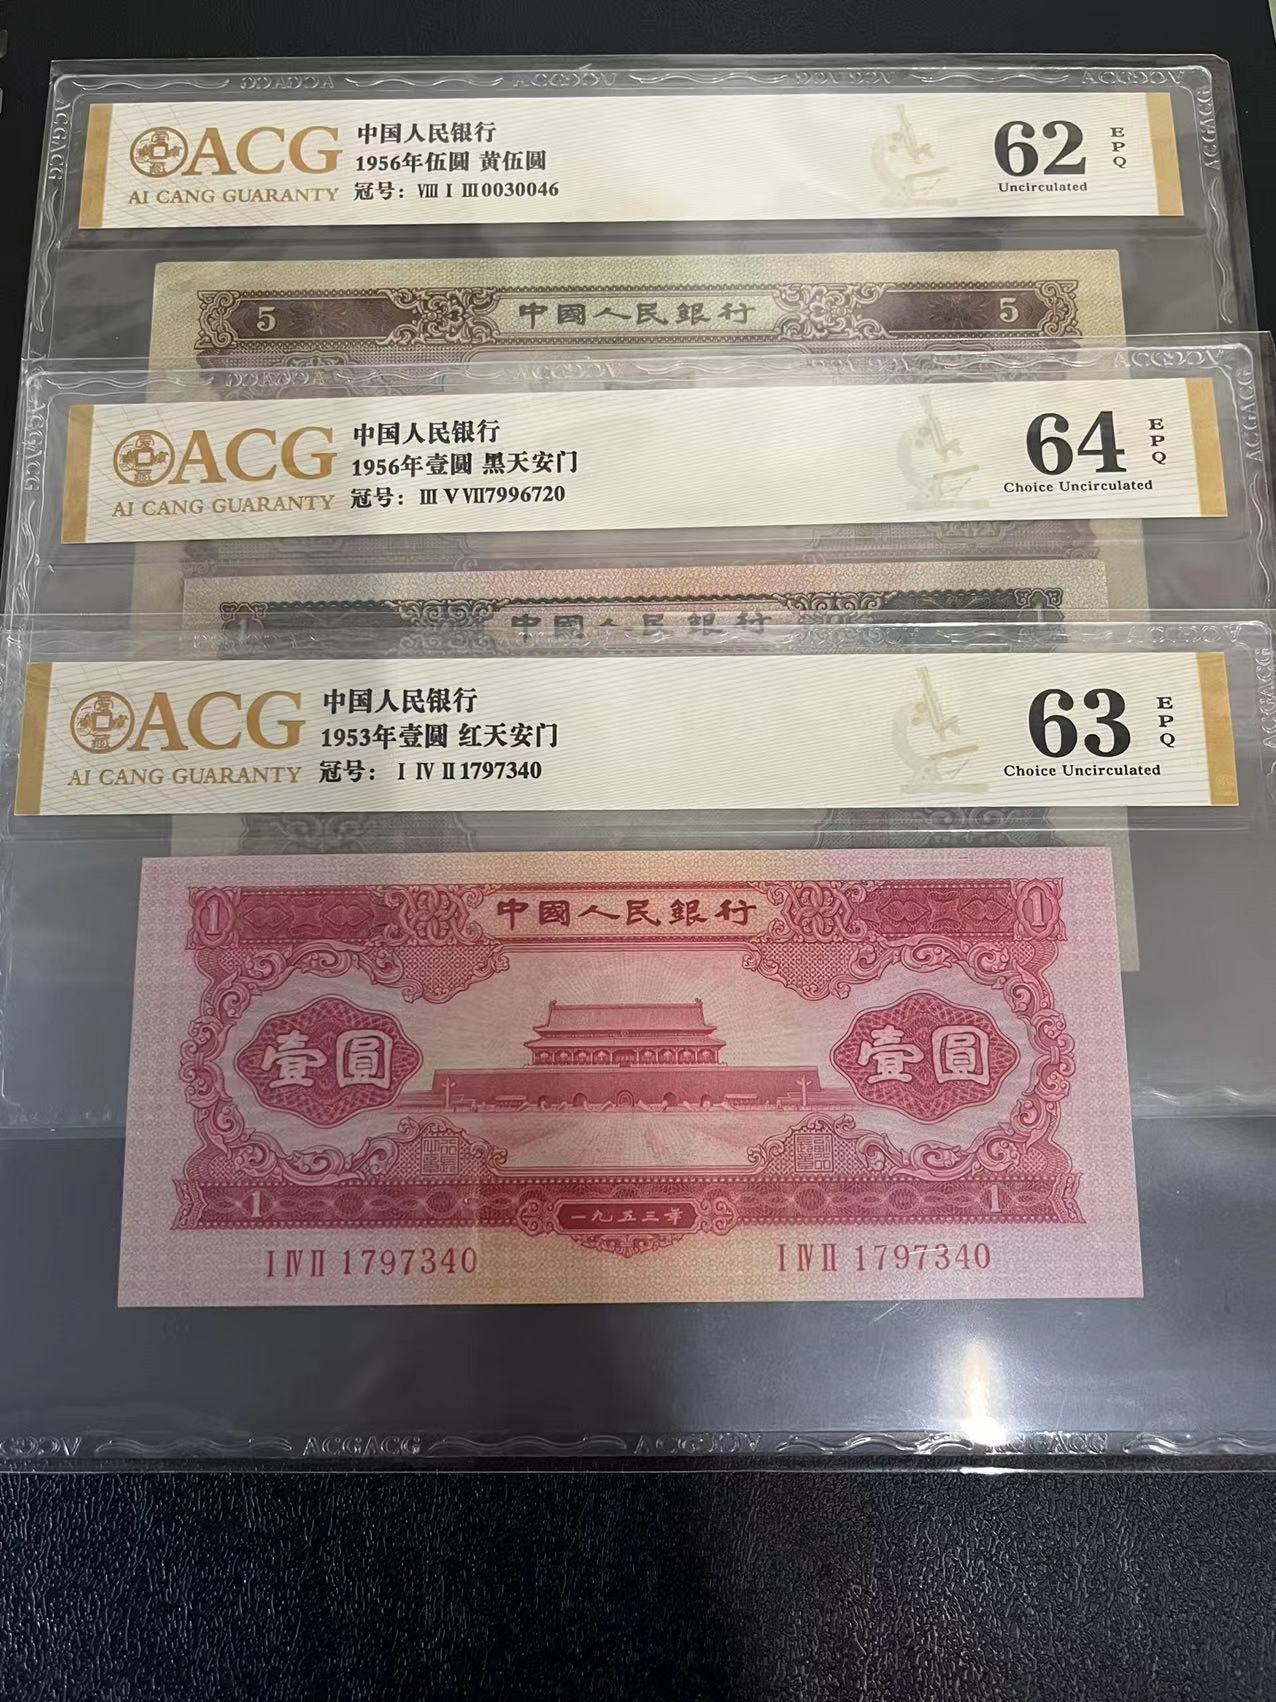 ACGACG
ACG
AI CANG GUARANTY
中国人民银行
1956年伍圆 黄伍圆
冠号: Ⅷ Ⅰ Ⅲ0030046
62
EPQ
Uncirculated
5
中國人民銀行
5
ACG
AI CANG GUARANTY
中国人民银行
1956年壹圆 黑天安门
冠号: Ⅲ Ⅴ Ⅶ7996720
64
EPQ
Choice Uncirculated
1
中國人民銀行
1
ACG
AI CANG GUARANTY
中国人民银行
1953年壹圆 红天安门
冠号: Ⅰ Ⅳ Ⅱ1797340
63
EPQ
Choice Uncirculated
1
中國人民銀行
1
壹圓
壹圓
1
一九五三年
1
Ⅰ Ⅳ Ⅱ 1797340
Ⅰ Ⅳ Ⅱ 1797340
ACGACG
ACGACG